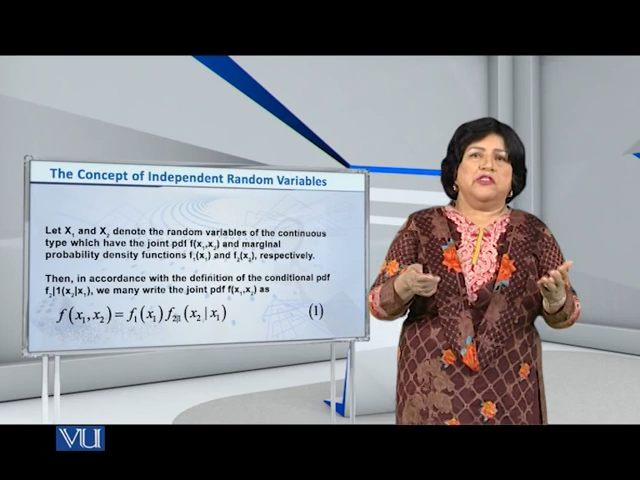 The Concept of Independent Random Variables
Let X₁ and X₂ denote the random variables of the continuous
type which have the joint pdf f(x₁,x₂) and marginal
probability density functions f₁(x₁) and f₂(x₂), respectively.
Then, in accordance with the definition of the conditional pdf
f₂|1(x₂|x₁), we many write the joint pdf f(x₁,x₂) as
f(x₁,x₂)=f₁(x₁)f₂|₁(x₂|x₁) (1)
VU